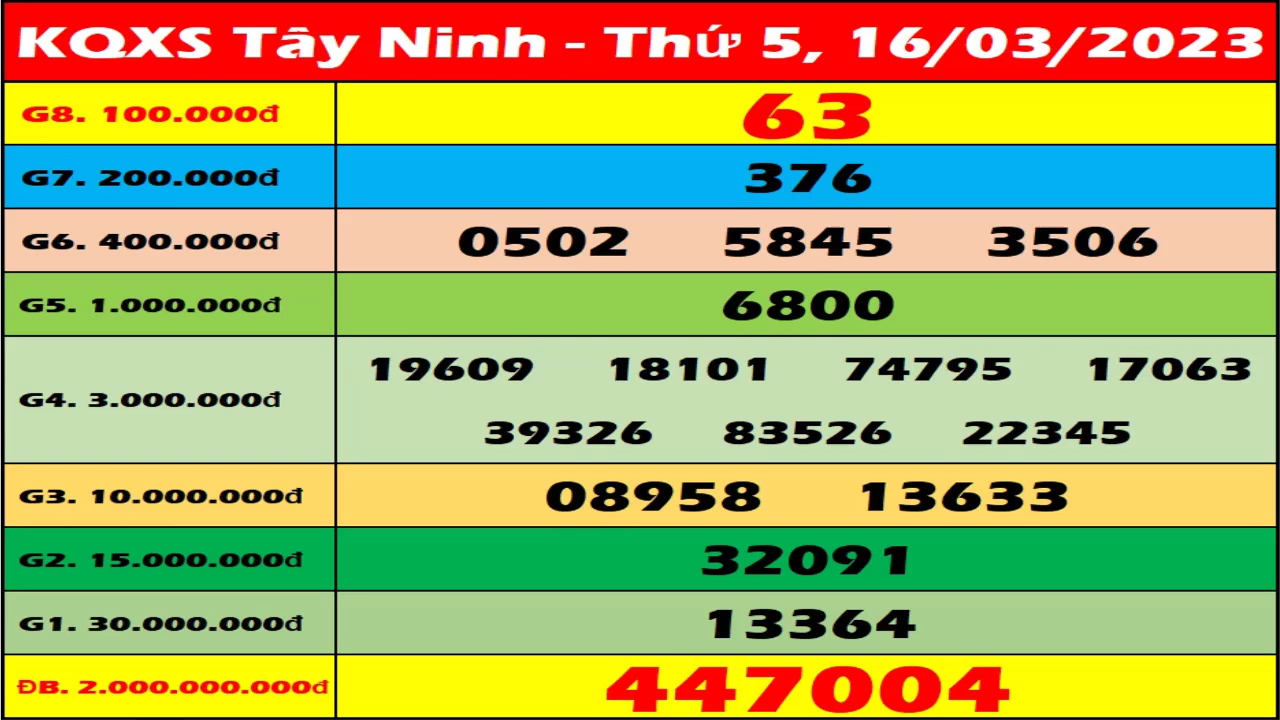 KQXS Tây Ninh - Thứ 5, 16/03/2023
G8. 100.000đ 63
G7. 200.000đ 376
G6. 400.000đ 0502 5845 3506
G5. 1.000.000đ 6800
G4. 3.000.000đ 19609 18101 74795 17063
39326 83526 22345
G3. 10.000.000đ 08958 13633
G2. 15.000.000đ 32091
G1. 30.000.000đ 13364
ĐB. 2.000.000.000đ 447004